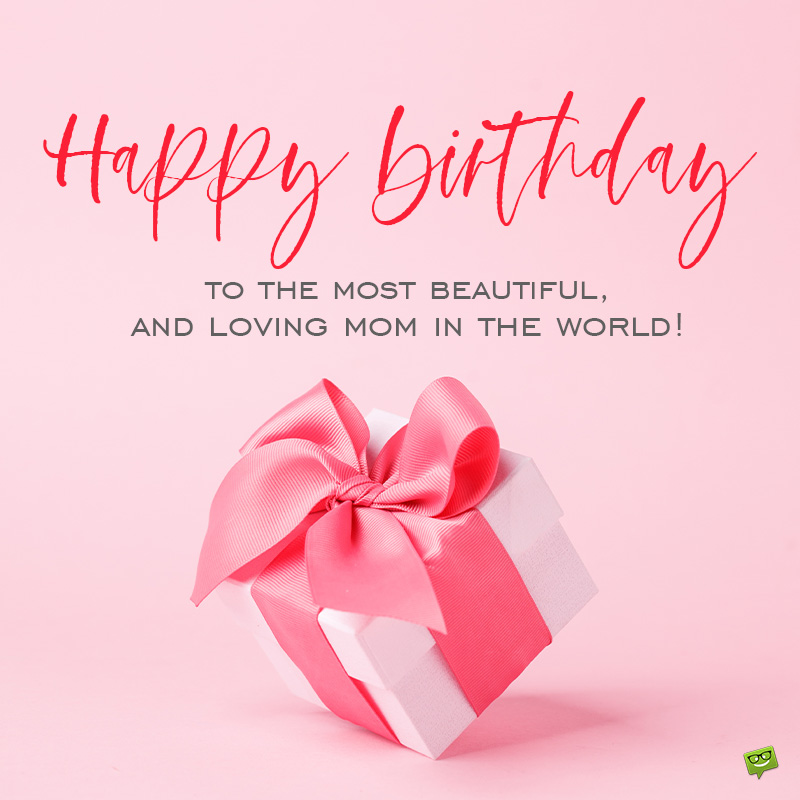 Happy birthday
TO THE MOST BEAUTIFUL,
AND LOVING MOM IN THE WORLD!